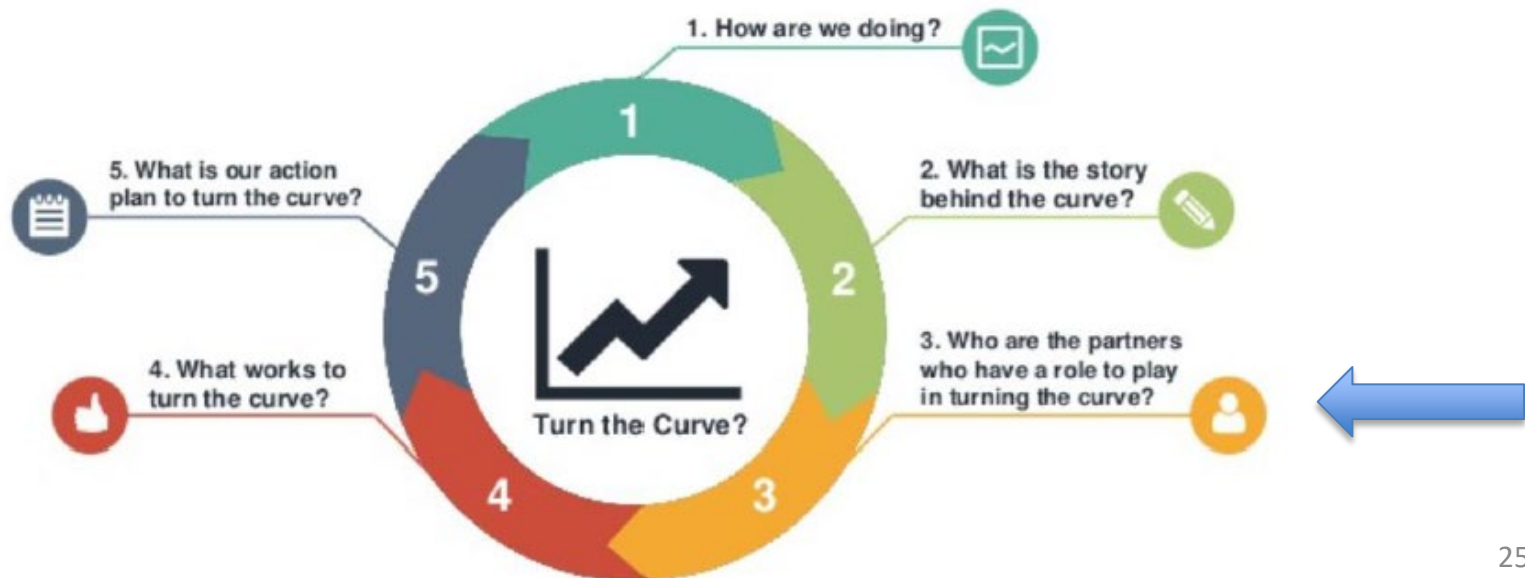 1. How are we doing?
1
2. What is the story
behind the curve?
2
3. Who are the partners
who have a role to play
in turning the curve?
3
4. What works to
turn the curve?
4
5. What is our action
plan to turn the curve?
5
Turn the Curve?
25